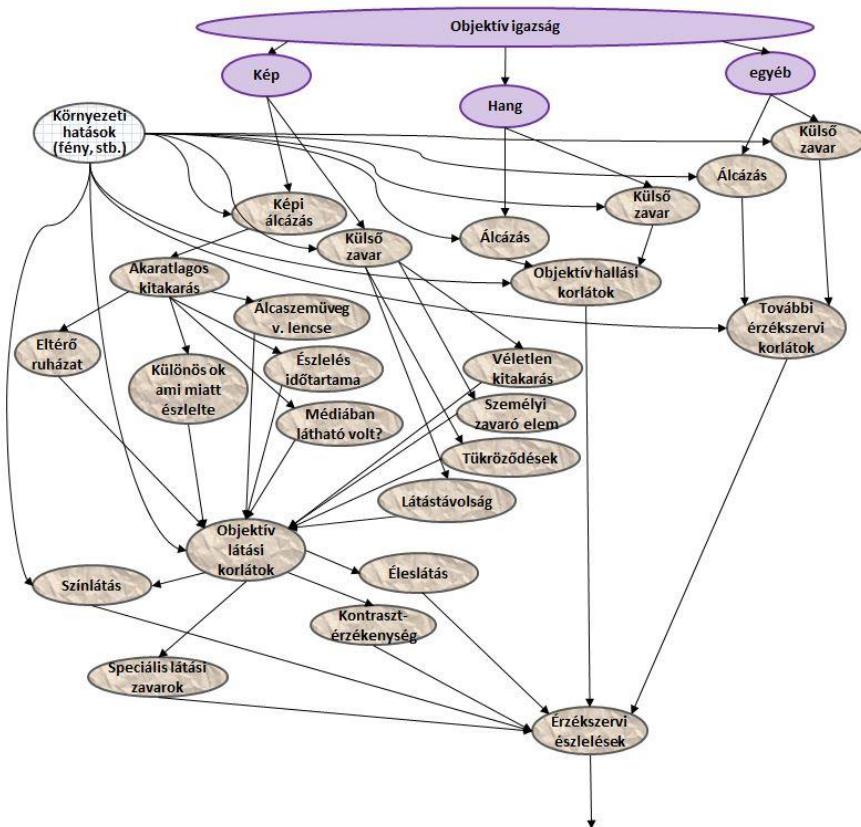 Objektív igazság
Kép
egyéb
Hang
Környezeti
hatások
(fény, stb.)
Külső
zavar
Álcázás
Képi
álcázás
Külső
zavar
Külső
zavar
Álcázás
Akaratlagos
kitakarás
Objektív hallási
korlátok
Álcaszemüveg
v. lencse
További
érzékszervi
korlátok
Eltérő
ruházat
Észlelés
időtartama
Véletlen
kitakarás
Különös ok
ami miatt
észlelte
Médiában
látható volt?
Személyi
zavaró elem
Tükröződések
Látástávolság
Objektív
látási
korlátok
Színlátás
Éleslátás
Kontraszt-
érzékenység
Speciális látási
zavarok
Érzékszervi
észlelések